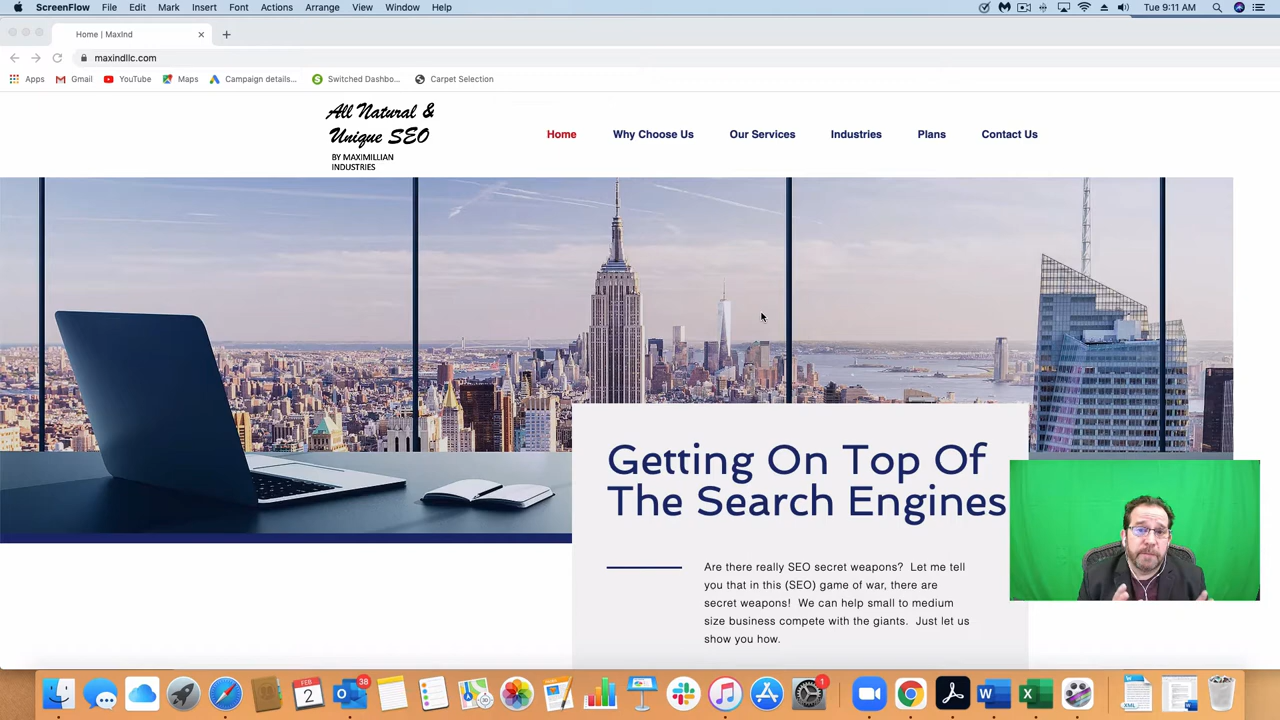 ScreenFlow File Edit Mark Insert Font Actions Arrange View Window Help Tue 9:11 AM
Home | MaxInd
maxindllc.com
Apps Gmail YouTube Maps Campaign details... Switched Dashbo... Carpet Selection
All Natural &
Unique SEO
BY MAXIMILLIAN
INDUSTRIES
Home Why Choose Us Our Services Industries Plans Contact Us
Getting On Top Of
The Search Engines
Are there really SEO secret weapons? Let me tell
you that in this (SEO) game of war, there are
secret weapons! We can help small to medium
size business compete with the giants. Just let us
show you how.
FEB
2
38
1